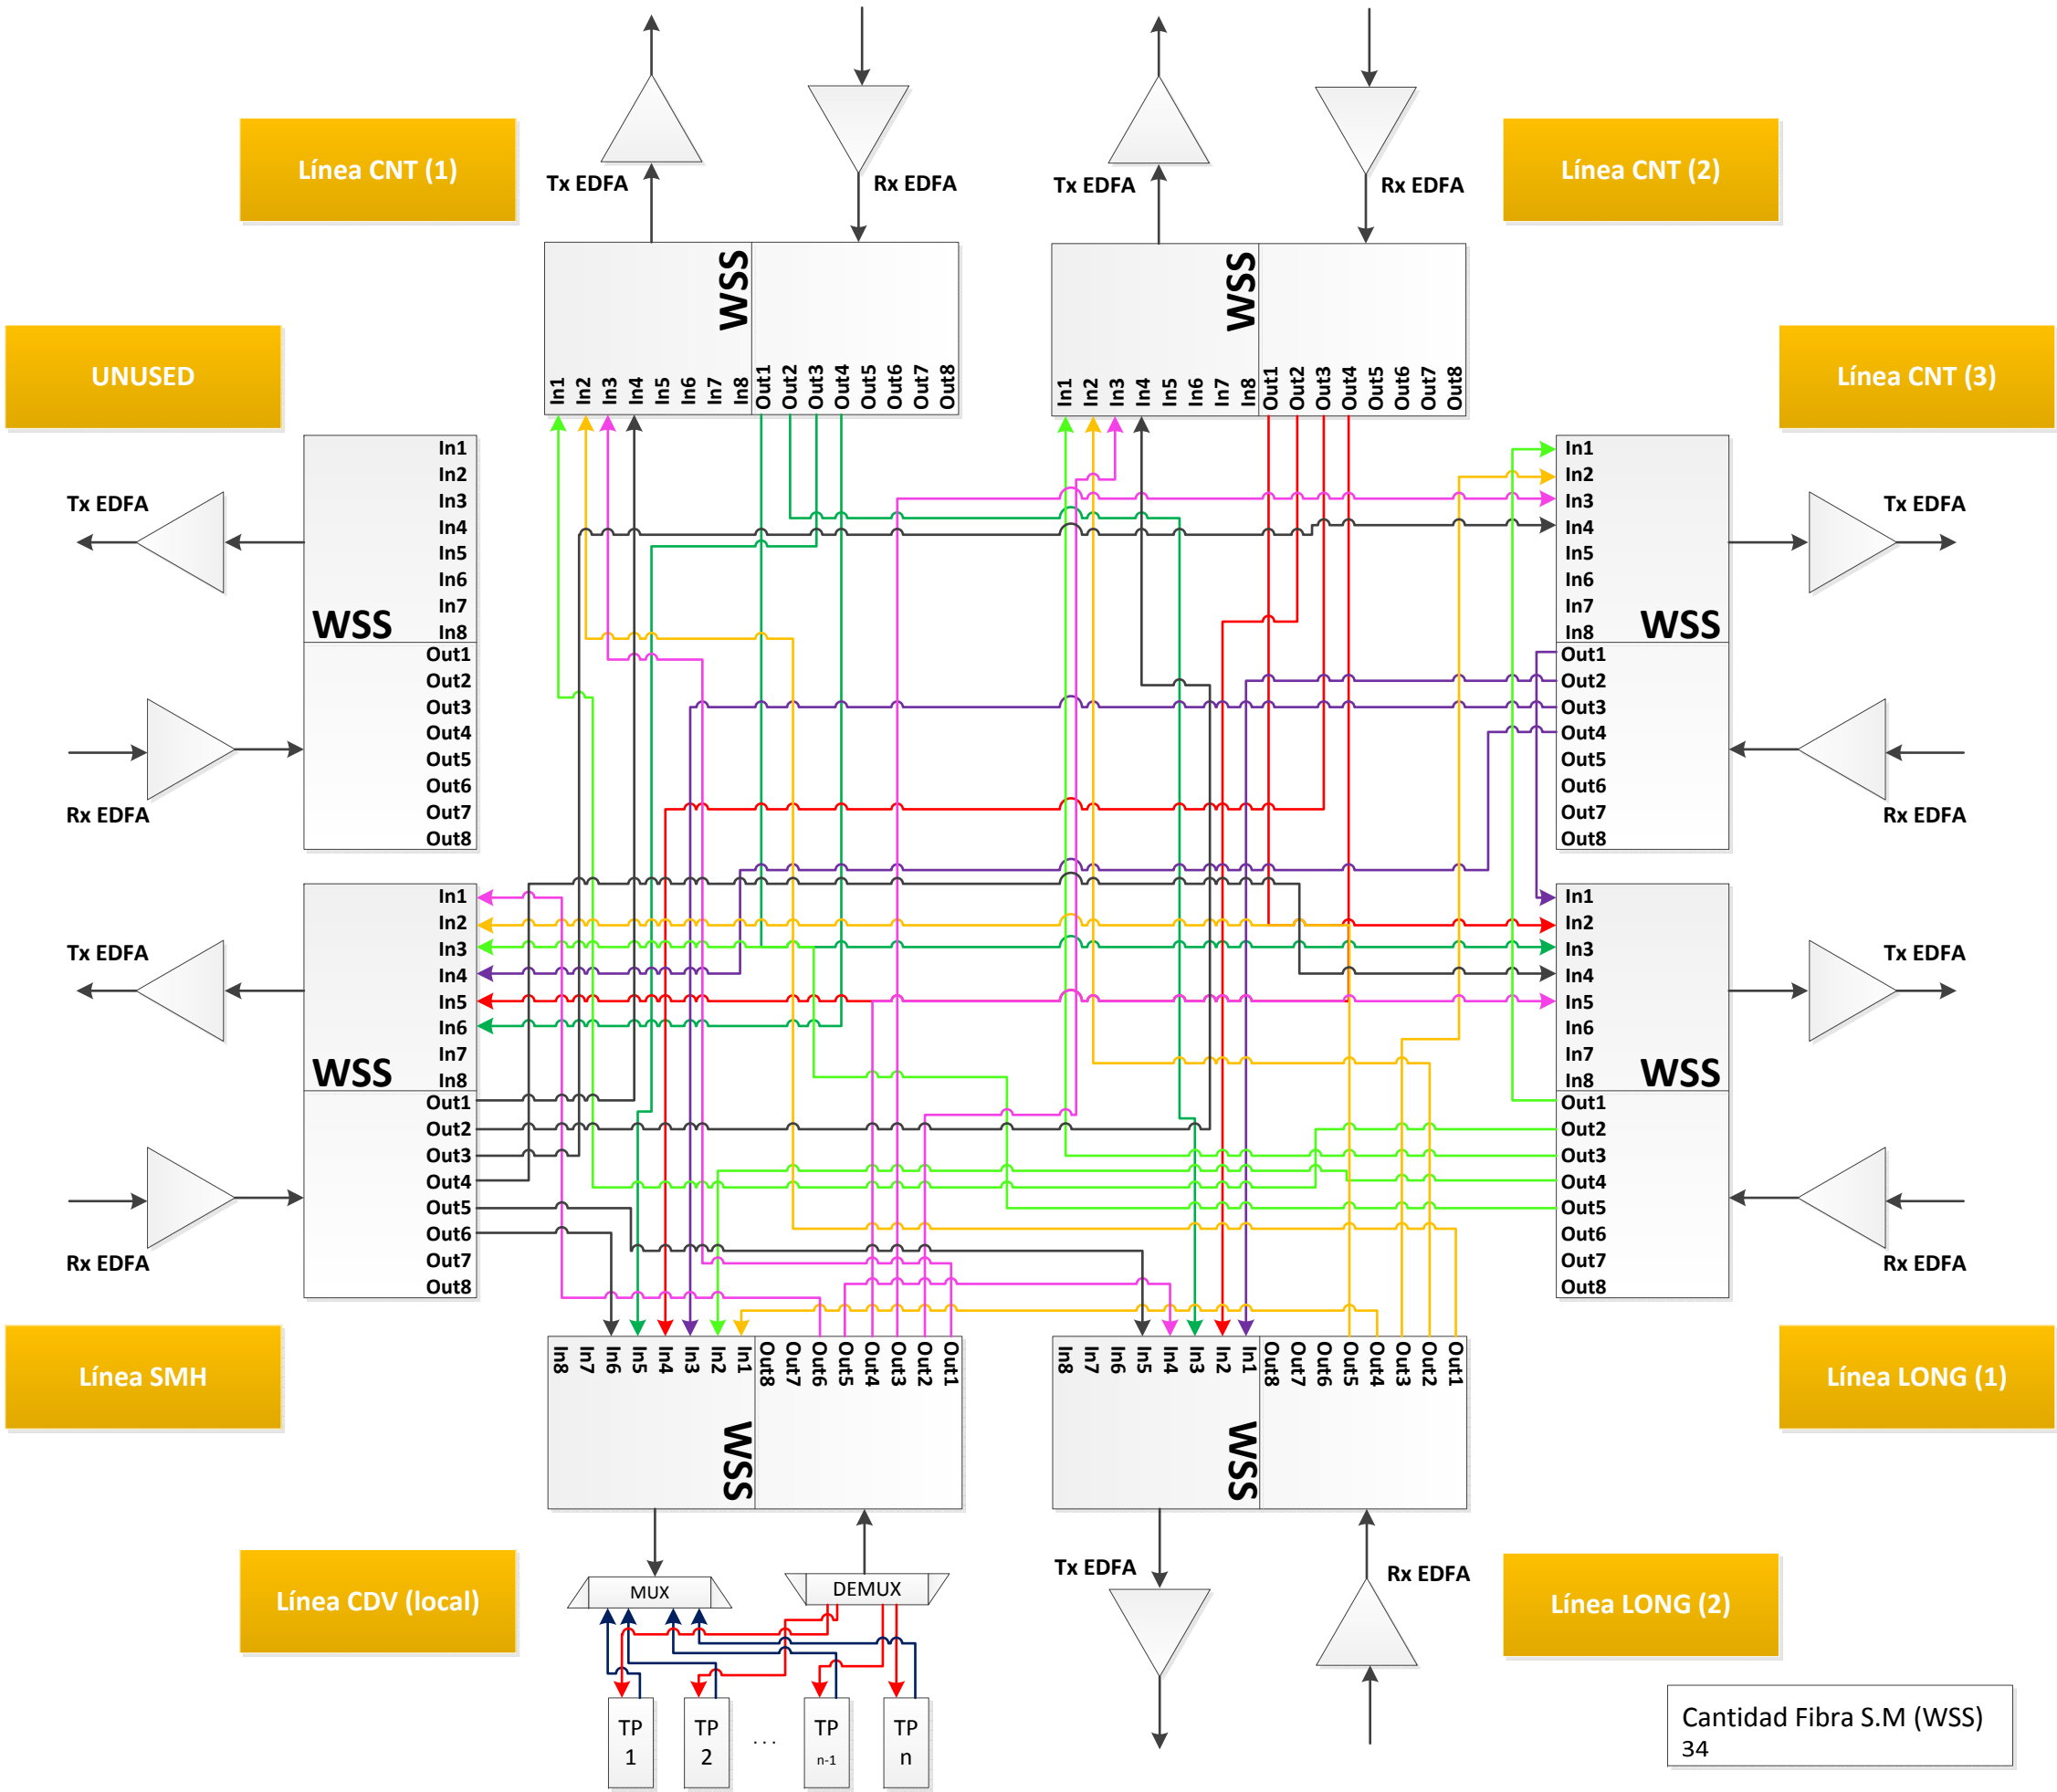 Línea CNT (1)
Tx EDFA
Rx EDFA
Tx EDFA
Rx EDFA
Línea CNT (2)
WSS
In1
In2
In3
In4
In5
In6
In7
In8
Out1
Out2
Out3
Out4
Out5
Out6
Out7
Out8
WSS
In1
In2
In3
In4
In5
In6
In7
In8
Out1
Out2
Out3
Out4
Out5
Out6
Out7
Out8
UNUSED
Línea CNT (3)
Tx EDFA
Rx EDFA
WSS
In1
In2
In3
In4
In5
In6
In7
In8
Out1
Out2
Out3
Out4
Out5
Out6
Out7
Out8
In1
In2
In3
In4
In5
In6
In7
In8
Out1
Out2
Out3
Out4
Out5
Out6
Out7
Out8
WSS
Tx EDFA
Rx EDFA
Tx EDFA
Rx EDFA
WSS
In1
In2
In3
In4
In5
In6
In7
In8
Out1
Out2
Out3
Out4
Out5
Out6
Out7
Out8
In1
In2
In3
In4
In5
In6
In7
In8
Out1
Out2
Out3
Out4
Out5
Out6
Out7
Out8
WSS
Tx EDFA
Rx EDFA
Línea SMH
Línea LONG (1)
In8
In7
In6
In5
In4
In3
In2
In1
Out8
Out7
Out6
Out5
Out4
Out3
Out2
Out1
WSS
In8
In7
In6
In5
In4
In3
In2
In1
Out8
Out7
Out6
Out5
Out4
Out3
Out2
Out1
WSS
Línea CDV (local)
MUX
DEMUX
Tx EDFA
Rx EDFA
Línea LONG (2)
TP
1
TP
2
...
TP
n-1
TP
n
Cantidad Fibra S.M (WSS)
34